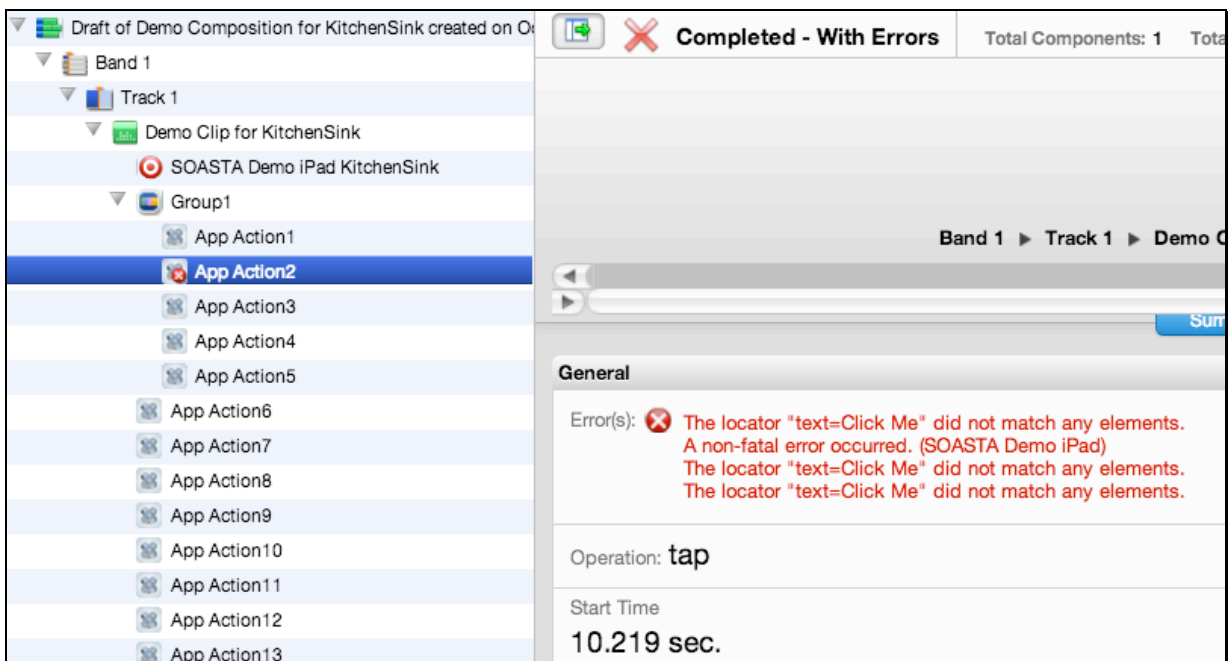 Draft of Demo Composition for KitchenSink created on
Band 1
Track 1
Demo Clip for KitchenSink
SOASTA Demo iPad KitchenSink
Group1
App Action1
App Action2
App Action3
App Action4
App Action5
App Action6
App Action7
App Action8
App Action9
App Action10
App Action11
App Action12
App Action13
Completed - With Errors
Total Components: 1
Band 1 ▶ Track 1 ▶ Demo
General
Error(s): The locator "text=Click Me" did not match any elements.
A non-fatal error occurred. (SOASTA Demo iPad)
The locator "text=Click Me" did not match any elements.
The locator "text=Click Me" did not match any elements.
Operation: tap
Start Time
10.219 sec.